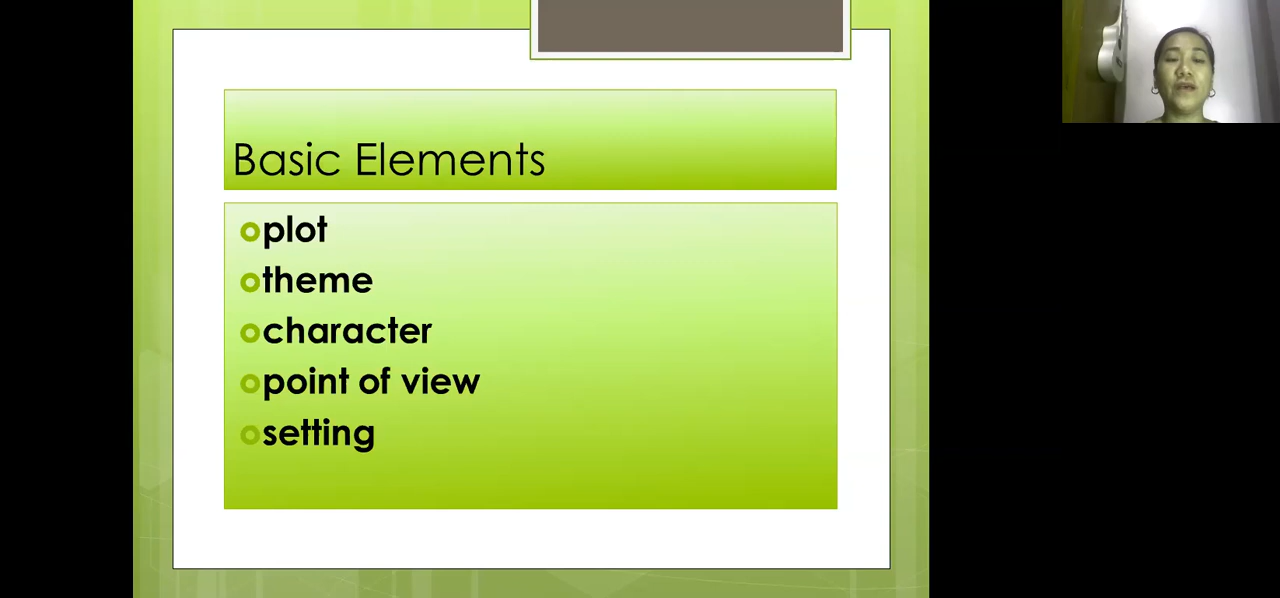 Basic Elements
plot
theme
character
point of view
setting